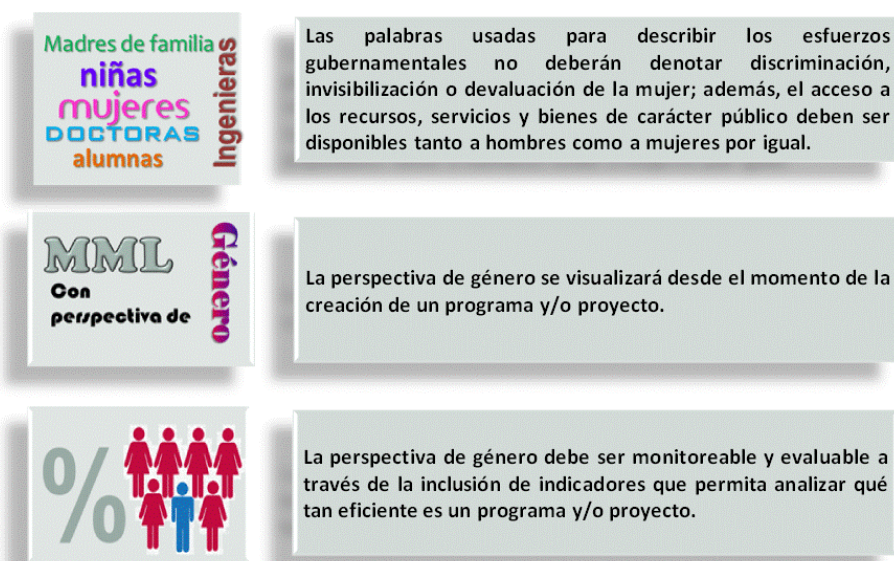 Madres de familia
niñas
mujeres
DOCTORAS
alumnas
Ingenieras
Las palabras usadas para describir los esfuerzos
gubernamentales no deberán denotar discriminación,
invisibilización o devaluación de la mujer; además, el acceso a
los recursos, servicios y bienes de carácter público deben ser
disponibles tanto a hombres como a mujeres por igual.
MML
Con
perspectiva de
Género
La perspectiva de género se visualizará desde el momento de la
creación de un programa y/o proyecto.
%
La perspectiva de género debe ser monitoreable y evaluable a
través de la inclusión de indicadores que permita analizar qué
tan eficiente es un programa y/o proyecto.